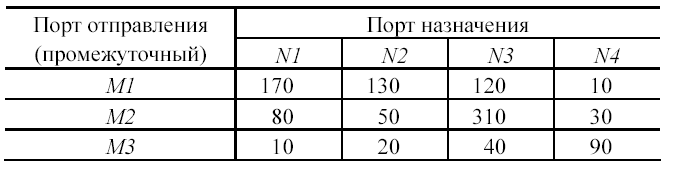 Порт отправления (промежуточный) Порт назначения
N1 N2 N3 N4
M1 170 130 120 10
M2 80 50 310 30
M3 10 20 40 90